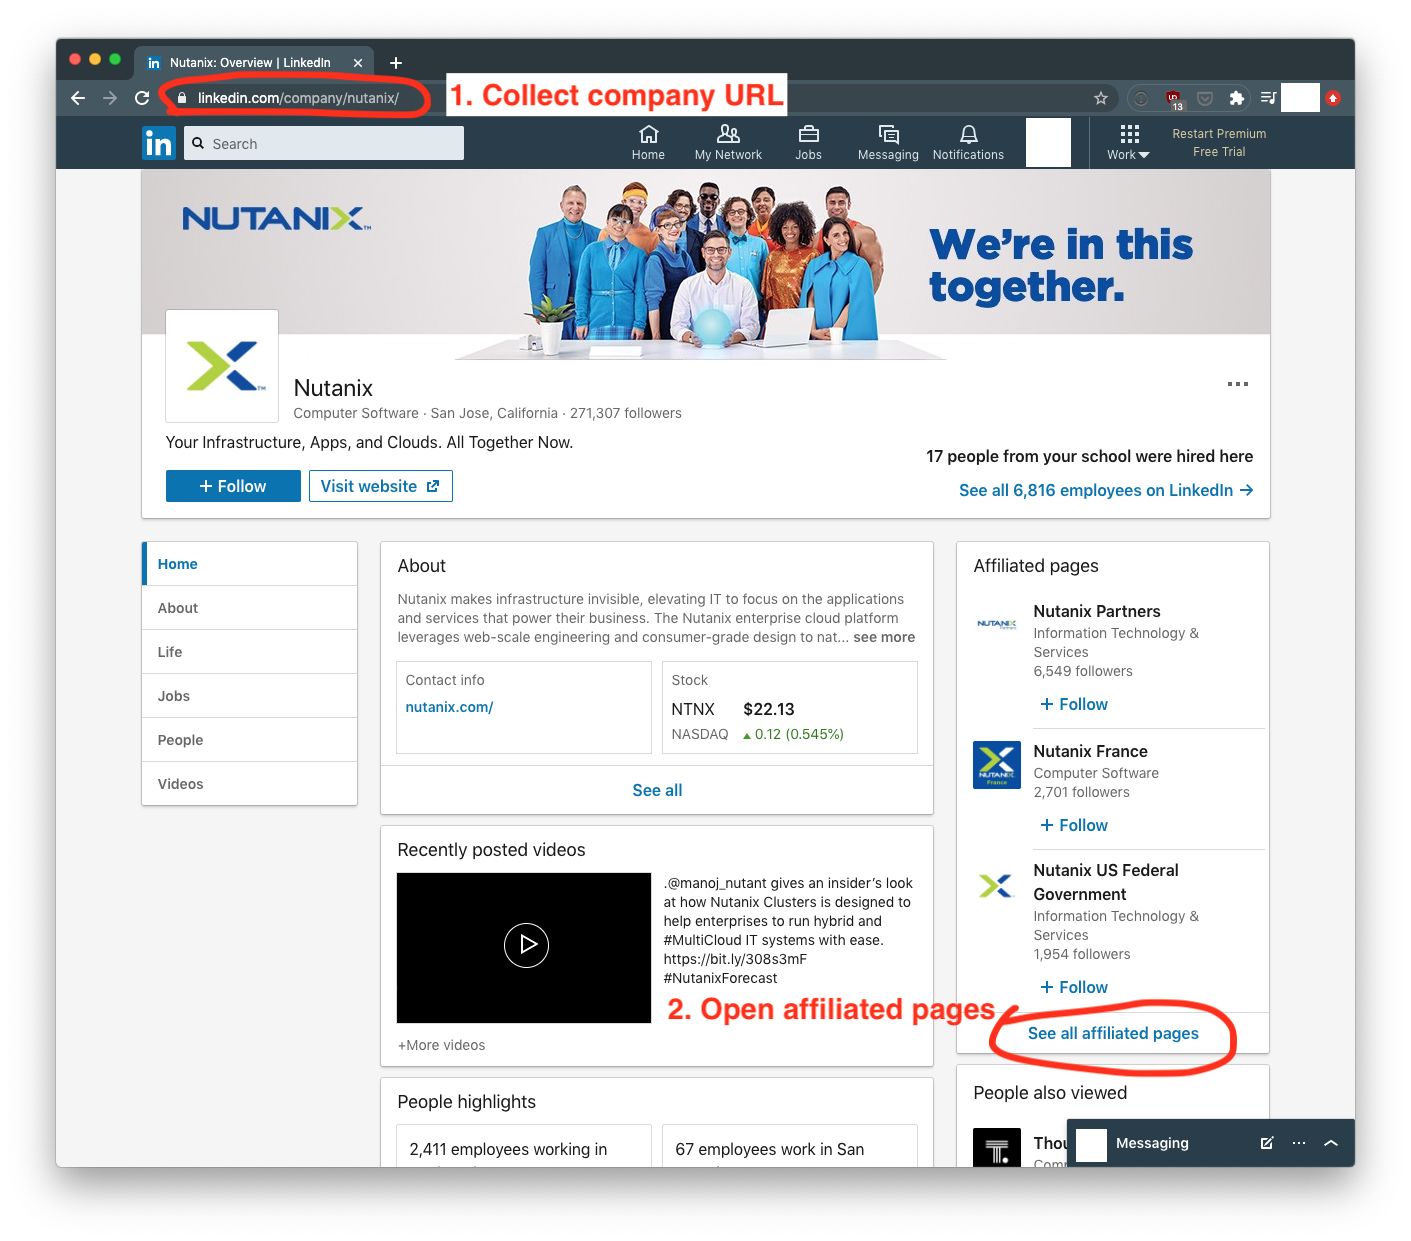 Nutanix: Overview | LinkedIn
linkedin.com/company/nutanix/
1. Collect company URL
13
in
Search
Home
My Network
Jobs
Messaging
Notifications
Work
Restart Premium
Free Trial
NUTANIX™
We're in this
together.
Nutanix
Computer Software · San Jose, California · 271,307 followers
Your Infrastructure, Apps, and Clouds. All Together Now.
17 people from your school were hired here
+ Follow
Visit website
See all 6,816 employees on LinkedIn →
Home
About
Life
Jobs
People
Videos
About
Nutanix makes infrastructure invisible, elevating IT to focus on the applications
and services that power their business. The Nutanix enterprise cloud platform
leverages web-scale engineering and consumer-grade design to nat... see more
Contact info
nutanix.com/
Stock
NTNX $22.13
NASDAQ ▲ 0.12 (0.545%)
See all
Recently posted videos
.@manoj_nutant gives an insider's look
at how Nutanix Clusters is designed to
help enterprises to run hybrid and
#MultiCloud IT systems with ease.
https://bit.ly/308s3mF
#NutanixForecast
+More videos
People highlights
2,411 employees working in
67 employees work in San
Affiliated pages
NUTANIX
Nutanix Partners
Information Technology &
Services
6,549 followers
+ Follow
NUTANIX
France
Nutanix France
Computer Software
2,701 followers
+ Follow
Nutanix US Federal
Government
Information Technology &
Services
1,954 followers
+ Follow
2. Open affiliated pages
See all affiliated pages
People also viewed
T.
Messaging